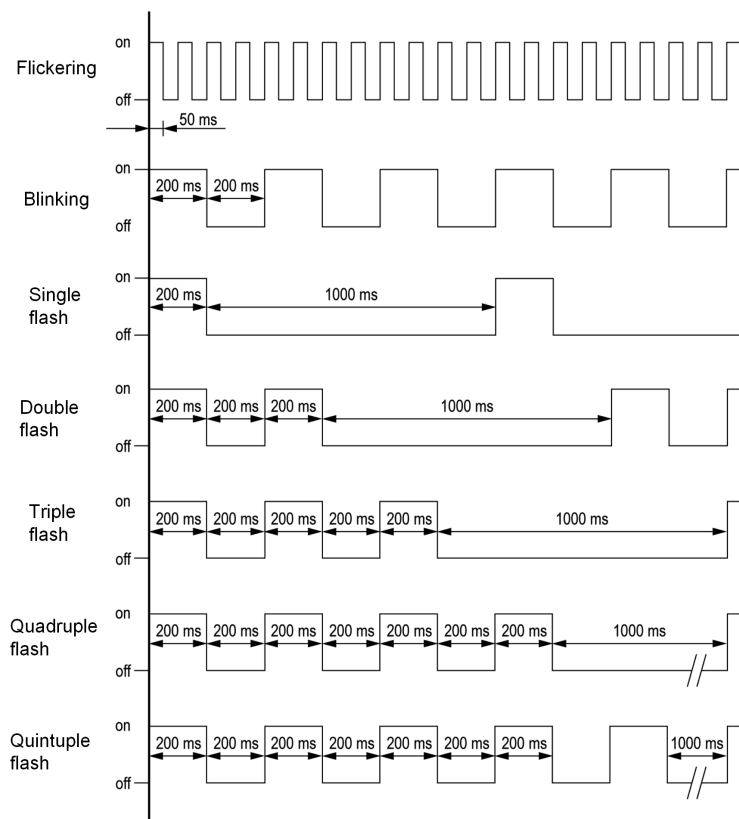 on
Flickering
off
50 ms
on
200 ms 200 ms
Blinking
off
on
Single
flash
200 ms 1000 ms
off
on
Double
flash
200 ms 200 ms 200 ms 1000 ms
off
on
Triple
flash
200 ms 200 ms 200 ms 200 ms 200 ms 1000 ms
off
on
Quadruple
flash
200 ms 200 ms 200 ms 200 ms 200 ms 200 ms 200 ms 1000 ms
off
on
Quintuple
flash
200 ms 200 ms 200 ms 200 ms 200 ms 200 ms 200 ms 1000 ms
off